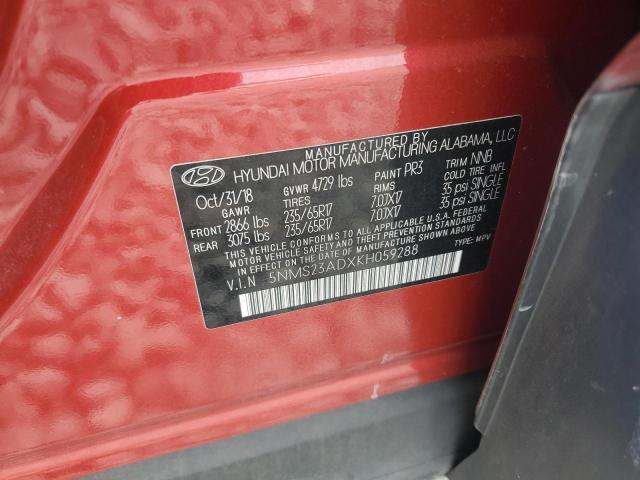 MANUFACTURED BY
HYUNDAI MOTOR MANUFACTURING ALABAMA, LLC
Oct/31/18 GVWR 4729 lbs PAINT PR3 TRIM NNB
GAWR TIRES RIMS COLD TIRE INFL
FRONT 2866 lbs 235/65R17 7.0JX17 35 psi SINGLE
REAR 3075 lbs 235/65R17 7.0JX17 35 psi SINGLE
THIS VEHICLE CONFORMS TO ALL APPLICABLE U.S.A. FEDERAL
MOTOR VEHICLE SAFETY STANDARDS IN EFFECT ON
THE DATE OF MANUFACTURE SHOWN ABOVE.
V.I.N 5NMS23ADXKH059288 TYPE: MPV